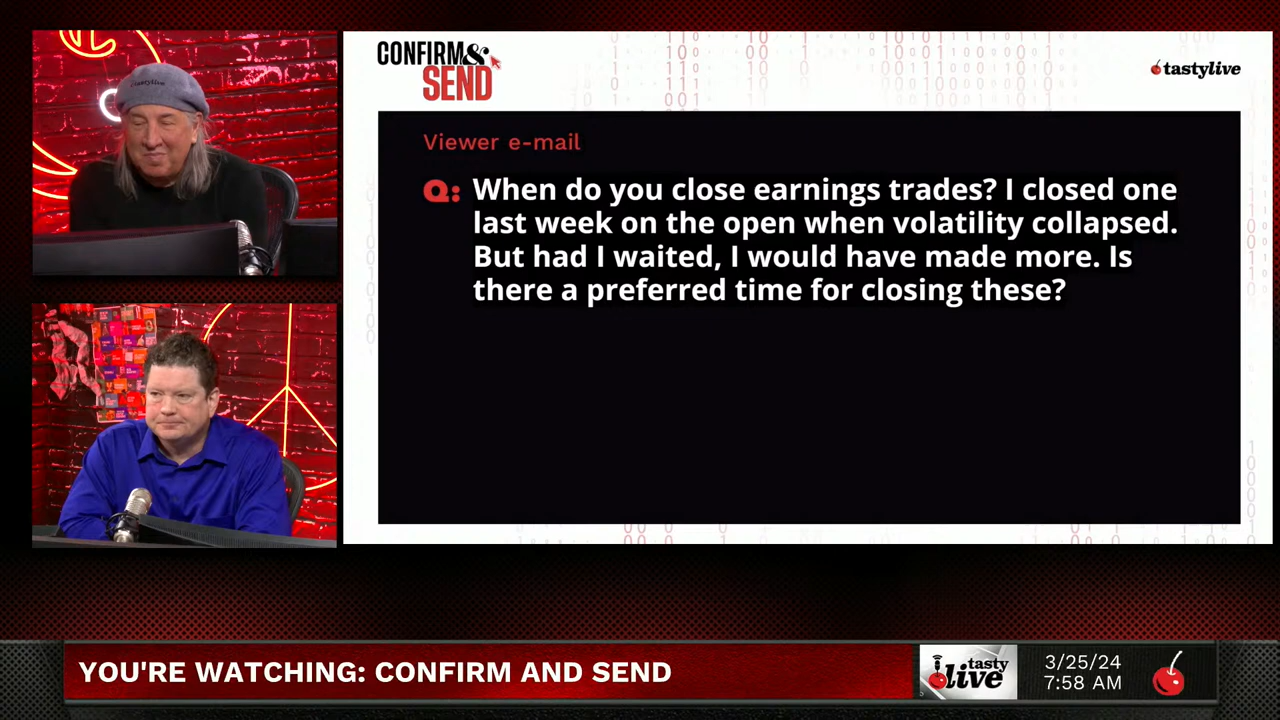 CONFIRM&
SEND
tastylive
Viewer e-mail
Q: When do you close earnings trades? I closed one
last week on the open when volatility collapsed.
But had I waited, I would have made more. Is
there a preferred time for closing these?
YOU'RE WATCHING: CONFIRM AND SEND
tasty
live
3/25/24
7:58 AM